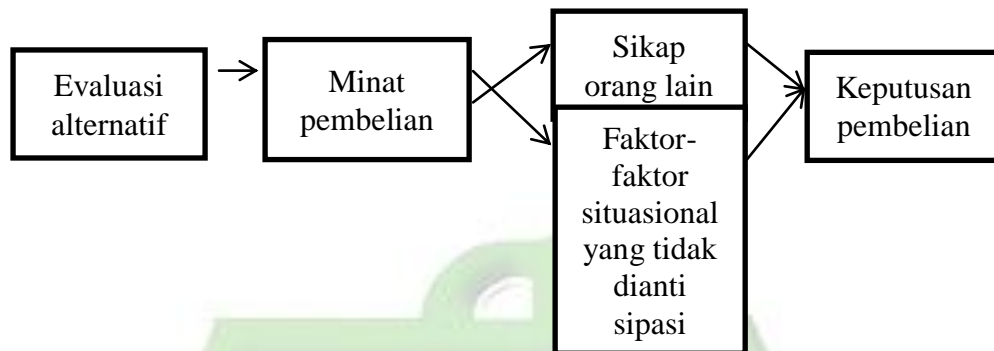 Evaluasi
alternatif
Minat
pembelian
Sikap
orang lain
Faktor-
faktor
situasional
yang tidak
dianti
sipasi
Keputusan
pembelian